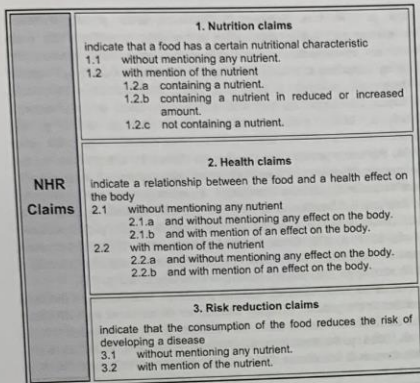 NHR
Claims
1. Nutrition claims
indicate that a food has a certain nutritional characteristic
1.1 without mentioning any nutrient.
1.2 with mention of the nutrient
1.2.a containing a nutrient.
1.2.b containing a nutrient in reduced or increased
amount.
1.2.c not containing a nutrient.
2. Health claims
indicate a relationship between the food and a health effect on
the body
2.1 without mentioning any nutrient
2.1.a and without mentioning any effect on the body.
2.1.b and with mention of an effect on the body.
2.2 with mention of the nutrient
2.2.a and without mentioning any effect on the body.
2.2.b and with mention of an effect on the body.
3. Risk reduction claims
indicate that the consumption of the food reduces the risk of
developing a disease
3.1 without mentioning any nutrient.
3.2 with mention of the nutrient.